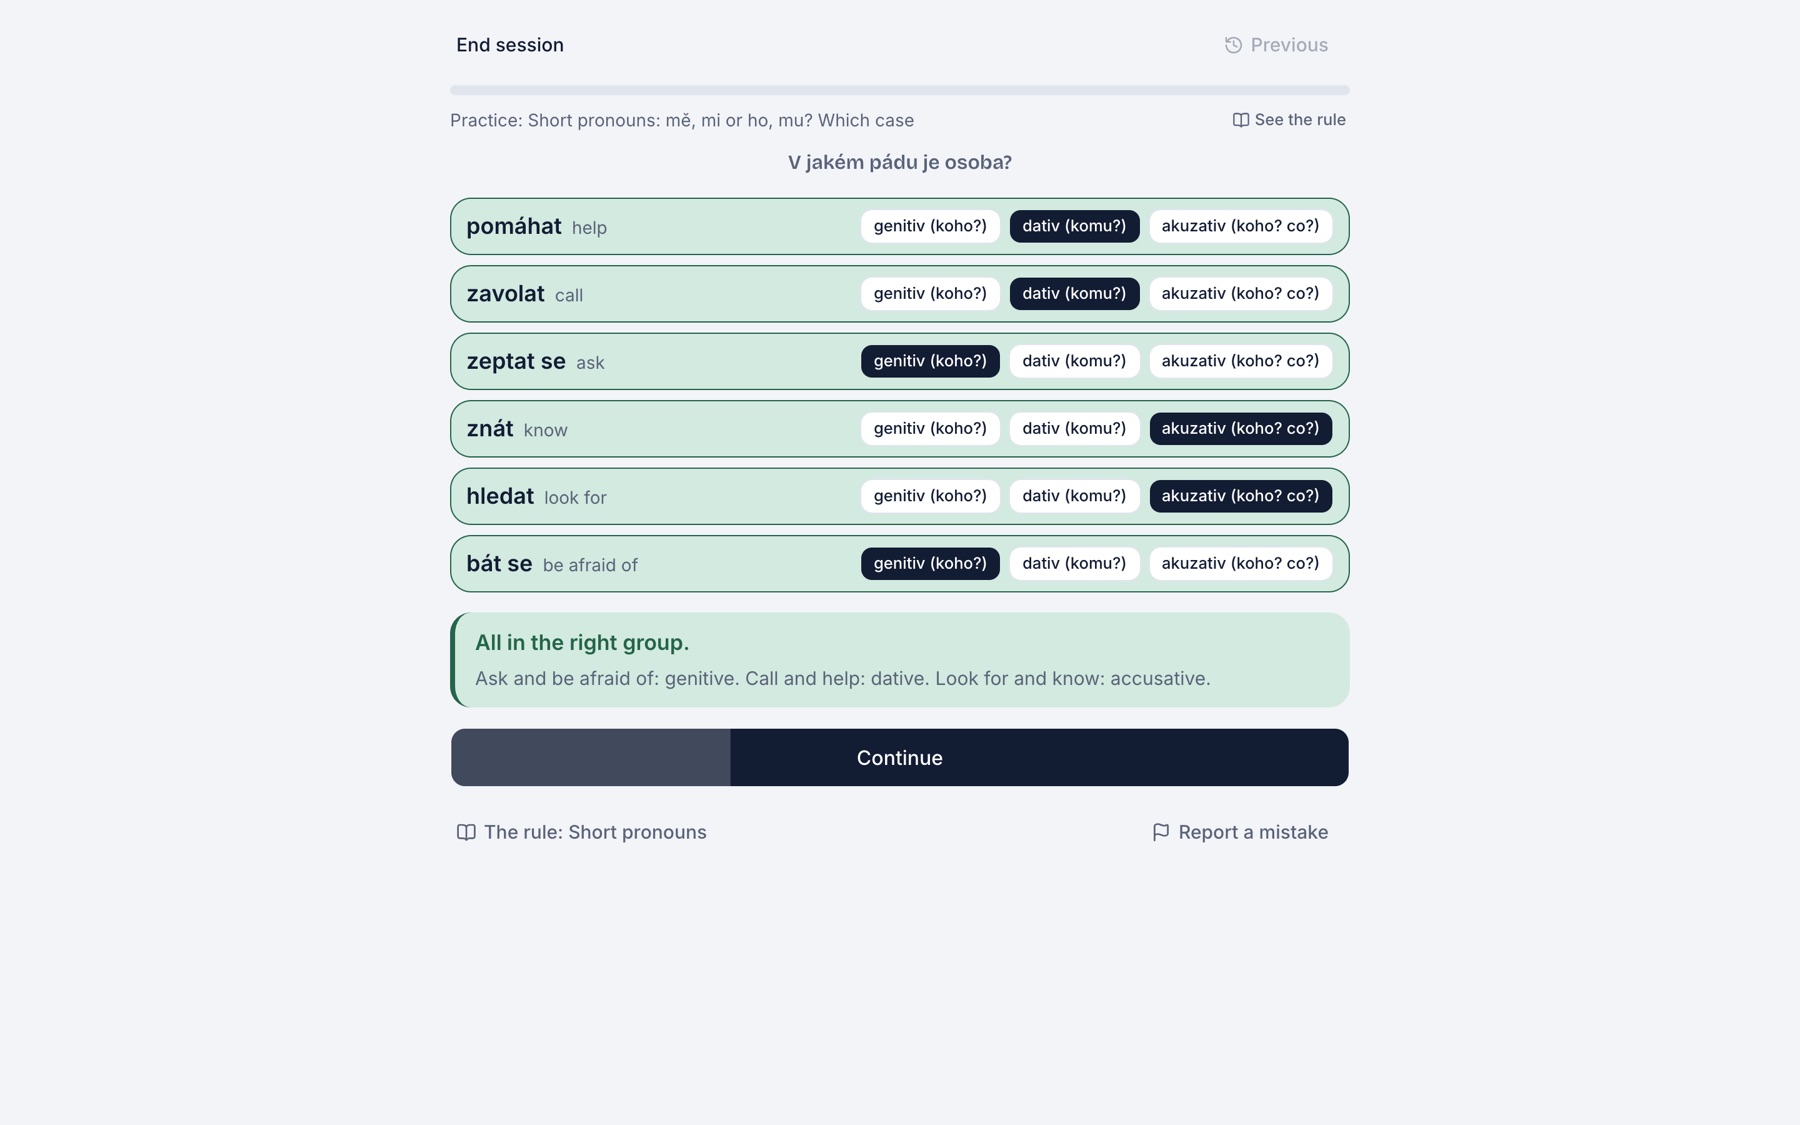 End session
Previous
Practice: Short pronouns: mě, mi or ho, mu? Which case
See the rule
V jakém pádu je osoba?
pomáhat help genitiv (koho?) dativ (komu?) akuzativ (koho? co?)
zavolat call genitiv (koho?) dativ (komu?) akuzativ (koho? co?)
zeptat se ask genitiv (koho?) dativ (komu?) akuzativ (koho? co?)
znát know genitiv (koho?) dativ (komu?) akuzativ (koho? co?)
hledat look for genitiv (koho?) dativ (komu?) akuzativ (koho? co?)
bát se be afraid of genitiv (koho?) dativ (komu?) akuzativ (koho? co?)
All in the right group.
Ask and be afraid of: genitive. Call and help: dative. Look for and know: accusative.
Continue
The rule: Short pronouns
Report a mistake